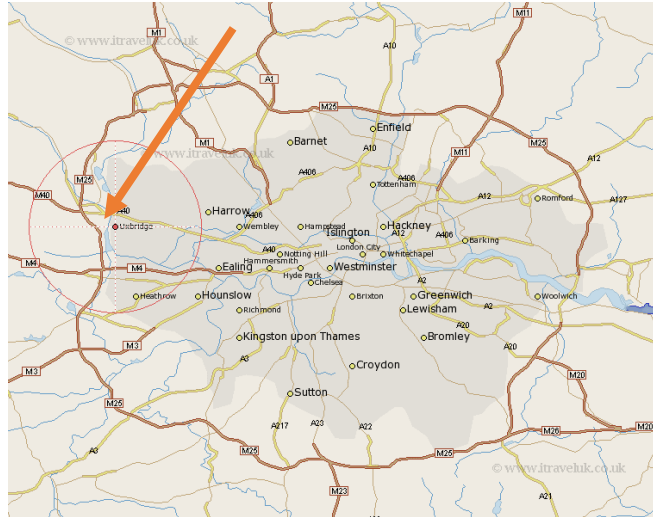 © www.itraveluk.co.uk
M1
A10
M11
A1
M25
Enfield
Barnet
M1
A10
M11
www.itraveluk.co.uk
A12
A406
M25
A406
Tottenham
M40
A12
Romford
A127
A40
Harrow
A406
Uxbridge
Wembley
Hampstead
Hackney
Islington
A12
A406
Barking
London City
A40
Notting Hill
Whitechapel
M4
M4
Ealing
Hammersmith
Hyde Park
Westminster
Chelsea
A2
Heathrow
Hounslow
Brixton
Greenwich
Woolwich
Richmond
Lewisham
A20
M3
Kingston upon Thames
Bromley
A20
A3
Croydon
M3
M20
Sutton
M25
A217
A23
A22
M26
M20
A3
M25
M25
© www.itraveluk.co.uk
M23
A21